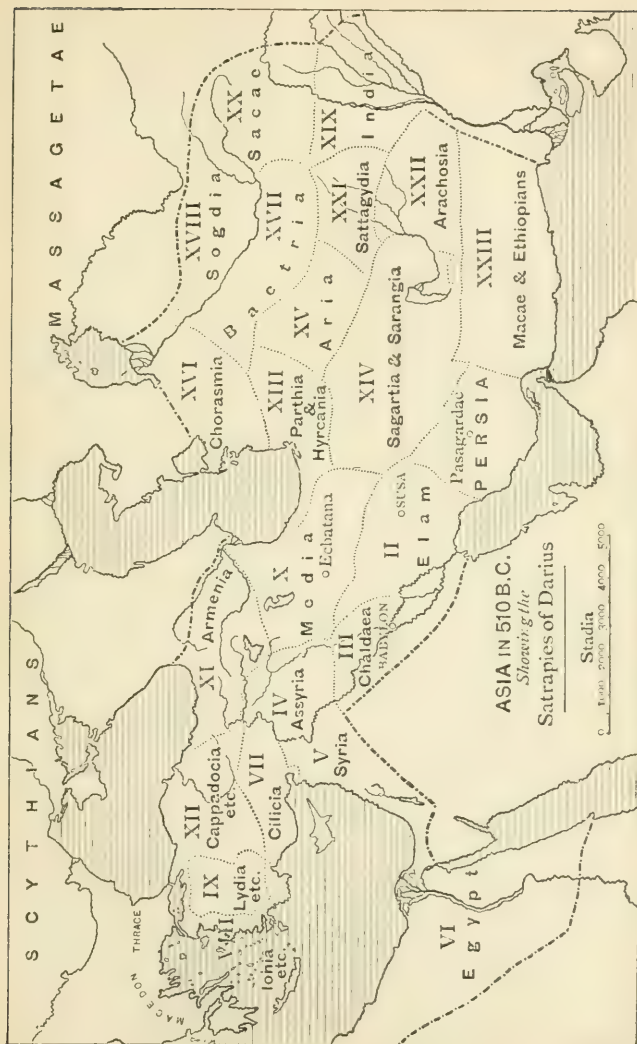 SCYTHIANS
MASSAGETAE
MACEDON
THRACE
XII
Cappadocia
etc.
IX
Lydia
etc.
VIII
Ionia
etc.
VII
Cilicia
XI
Armenia
X
Media
Ecbatana
IV
Assyria
V
Syria
III
Chaldaea
BABYLON
II
SUSA
Elam
VI
Egypt
XVI
Chorasmia
XVIII
Sogdia
XX
Sacae
XVII
Bactria
XIII
Parthia
&
Hyrcania
XV
Aria
XIX
India
XXI
Sattagydia
XIV
Sagartia & Sarangia
XXII
Arachosia
XXIII
Macae & Ethiopians
Pasagardae
PERSIA
ASIA IN 510 B.C.
Showing the
Satrapies of Darius
Stadia
0 1000 2000 3000 4000 5000